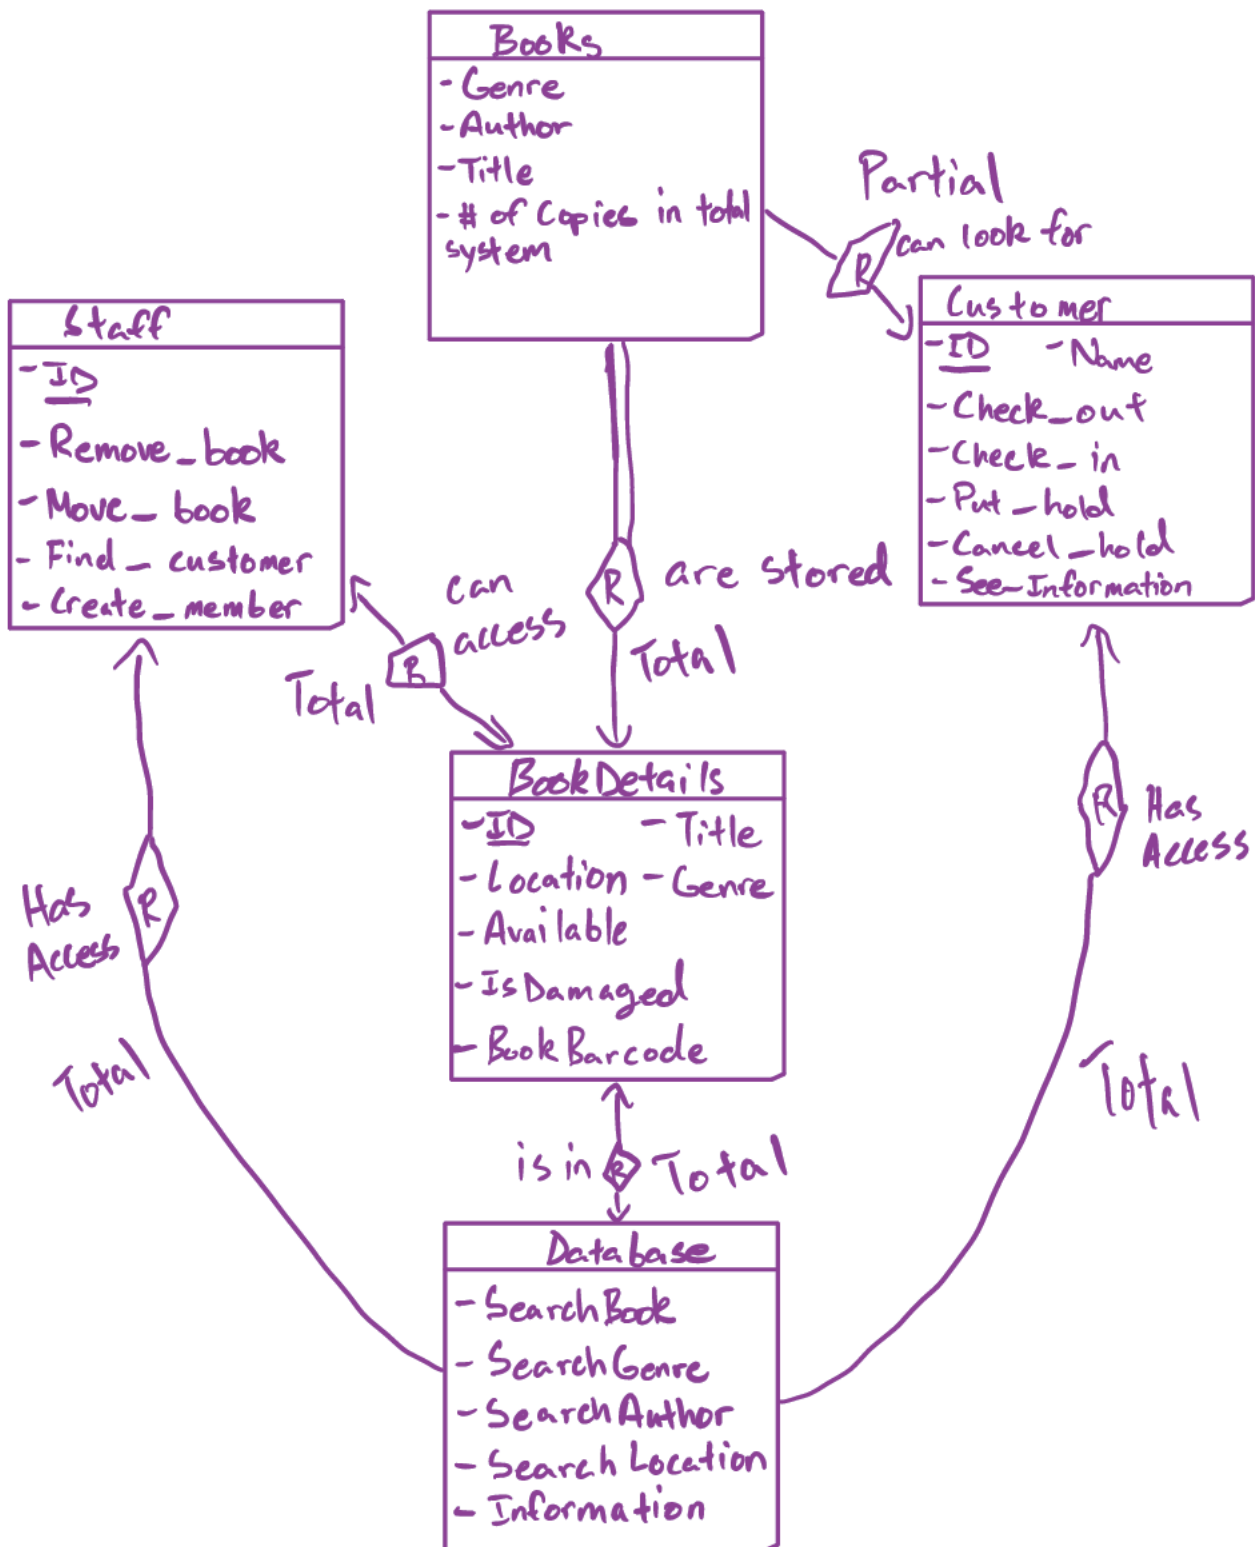 Books
- Genre
- Author
- Title
- # of Copies in total
system
Partial
R
can look for
Staff
- ID
- Remove_book
- Move_book
- Find_customer
- Create_member
Customer
- ID - Name
- Check_out
- Check_in
- Put_hold
- Cancel_hold
- See_Information
can
access
R
Total
R
are stored
Total
BookDetails
- ID - Title
- Location - Genre
- Available
- IsDamaged
- BookBarcode
Has
Access
R
Total
R
Has
Access
Total
is in R Total
Database
- SearchBook
- SearchGenre
- SearchAuthor
- Search Location
- Information